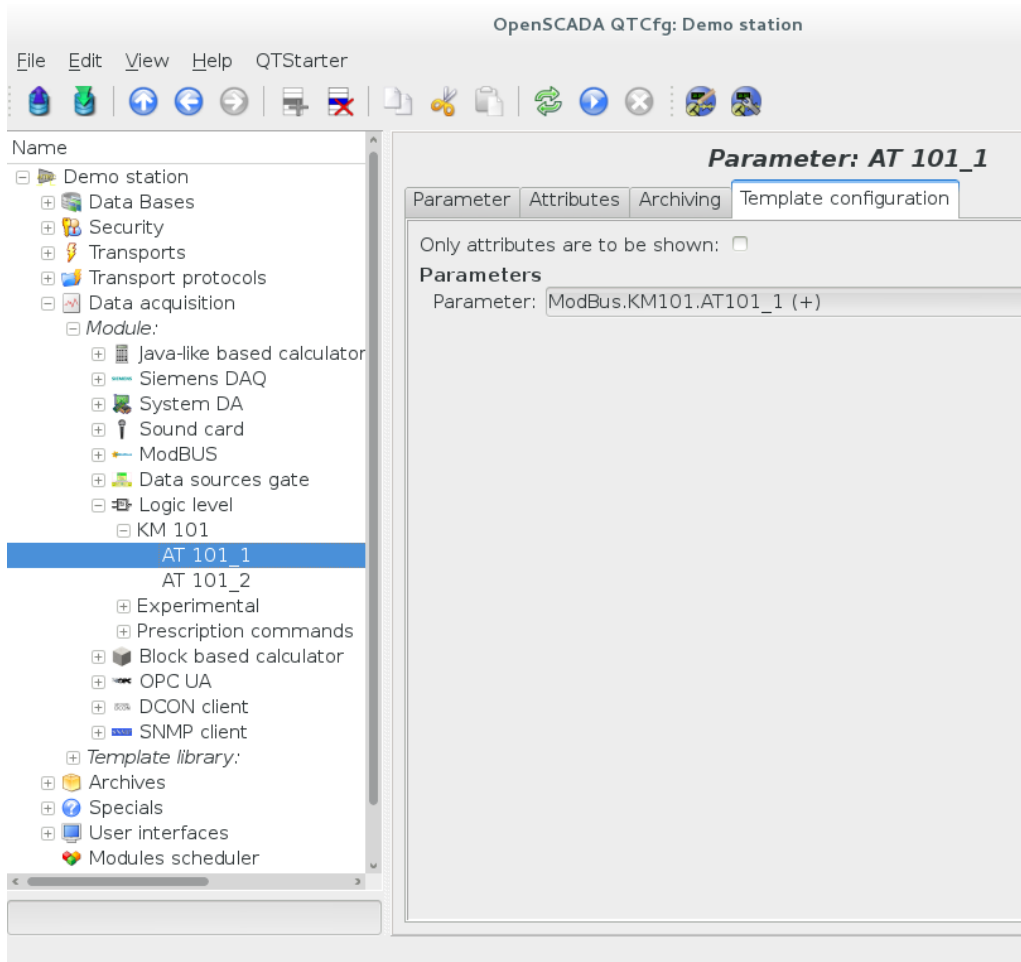 OpenSCADA QTCfg: Demo station
File Edit View Help QTStarter
Name
Demo station
Data Bases
Security
Transports
Transport protocols
Data acquisition
Module:
Java-like based calculator
Siemens DAQ
System DA
Sound card
ModBUS
Data sources gate
Logic level
KM 101
AT 101_1
AT 101_2
Experimental
Prescription commands
Block based calculator
OPC UA
DCON client
SNMP client
Template library:
Archives
Specials
User interfaces
Modules scheduler
Parameter: AT 101_1
Parameter Attributes Archiving Template configuration
Only attributes are to be shown:
Parameters
Parameter: ModBus.KM101.AT101_1 (+)